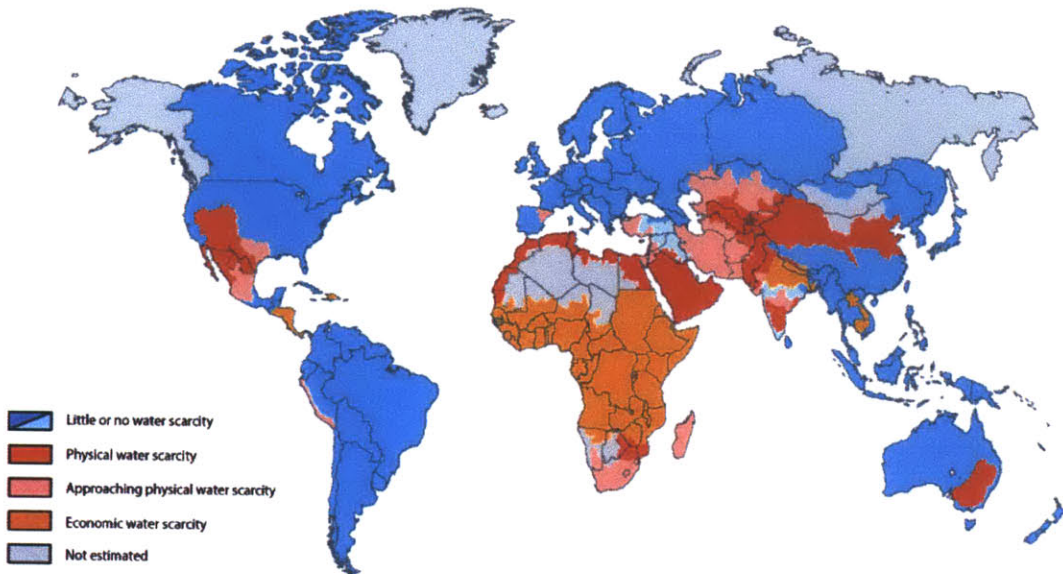 Little or no water scarcity
Physical water scarcity
Approaching physical water scarcity
Economic water scarcity
Not estimated